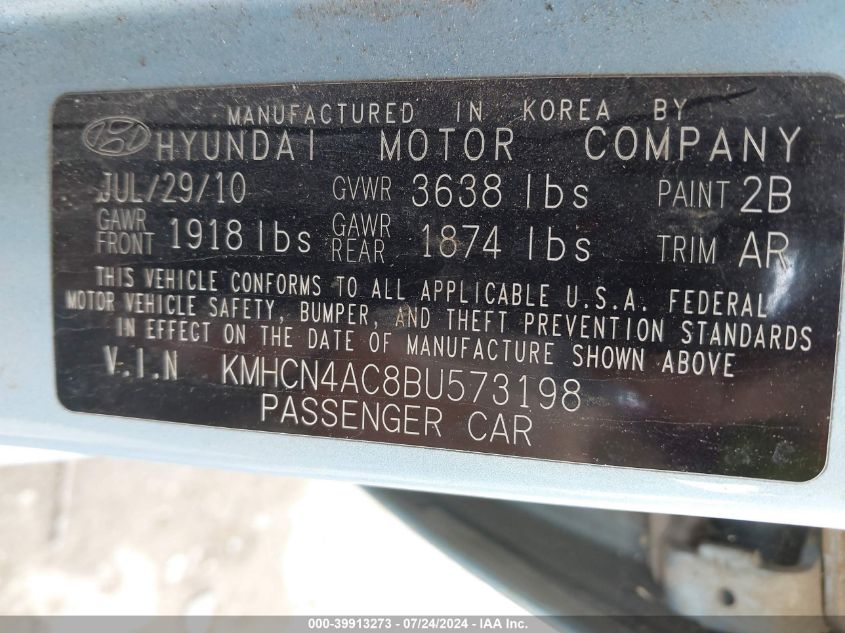 MANUFACTURED IN KOREA BY
HYUNDAI MOTOR COMPANY
JUL/29/10 GVWR 3638 lbs PAINT 2B
GAWR FRONT 1918 lbs GAWR REAR 1874 lbs TRIM AR
THIS VEHICLE CONFORMS TO ALL APPLICABLE U.S.A. FEDERAL
MOTOR VEHICLE SAFETY, BUMPER, AND THEFT PREVENTION STANDARDS
IN EFFECT ON THE DATE OF MANUFACTURE SHOWN ABOVE
V.I.N KMHCN4AC8BU573198
PASSENGER CAR
000-39913273 - 07/24/2024 - IAA, Inc.